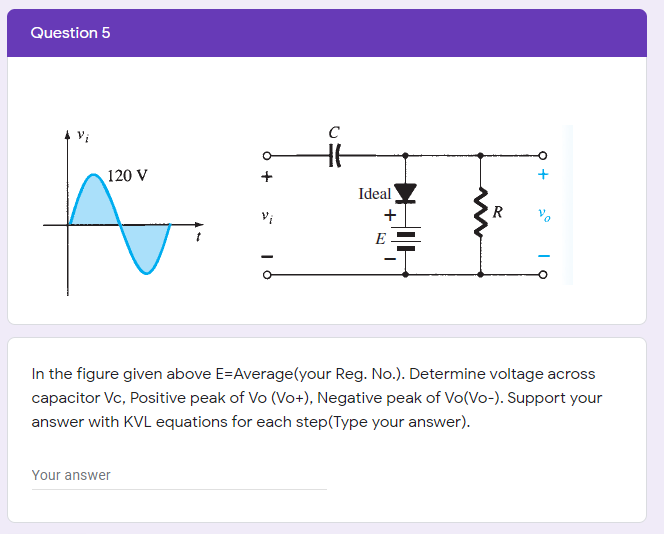 Question 5
vi
120 V
t
C
+
vi
−
Ideal
+
E
−
R
+
vo
−
In the figure given above E=Average(your Reg. No.). Determine voltage across
capacitor Vc, Positive peak of Vo (Vo+), Negative peak of Vo(Vo-). Support your
answer with KVL equations for each step(Type your answer).
Your answer